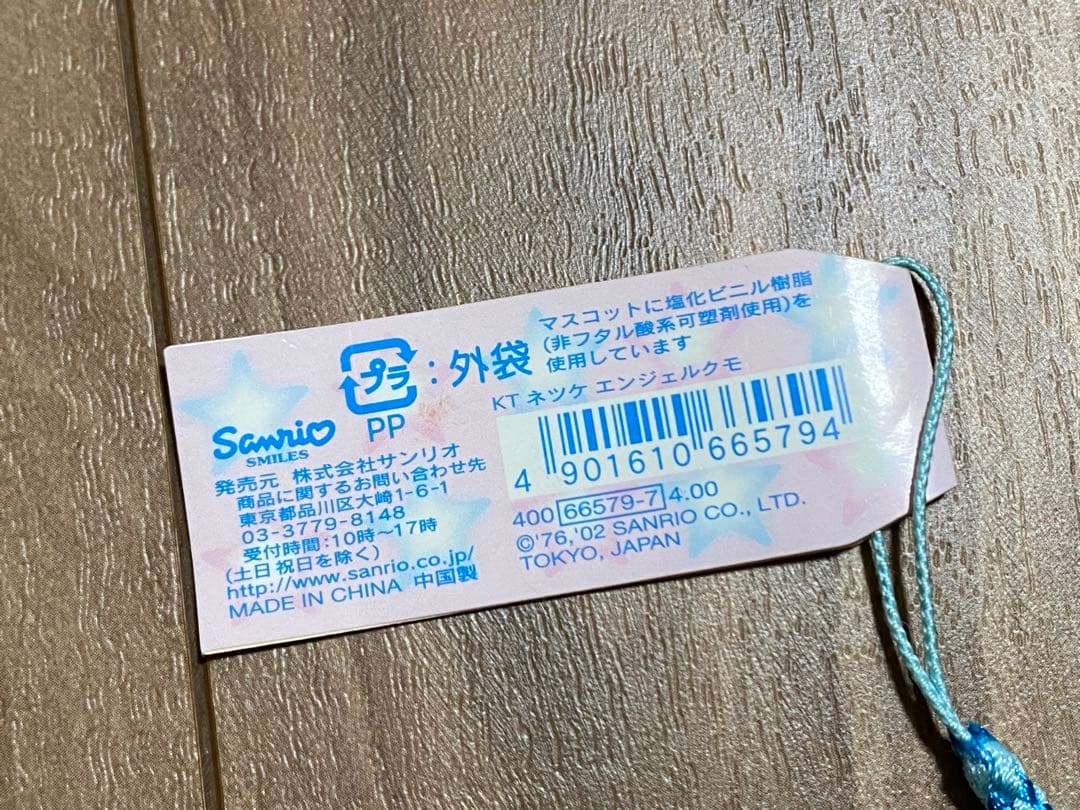 プラ
PP
:外袋
マスコットに塩化ビニル樹脂
(非フタル酸系可塑剤使用)を
使用しています
KT ネツケ エンジェルクモ
4 901610 665794
400 66579-7 4.00
©'76,'02 SANRIO CO., LTD.
TOKYO, JAPAN
Sanrio
SMILES
発売元 株式会社サンリオ
商品に関するお問い合わせ先
東京都品川区大崎1-6-1
03-3779-8148
受付時間:10時〜17時
(土日祝日を除く)
http://www.sanrio.co.jp/
MADE IN CHINA 中国製